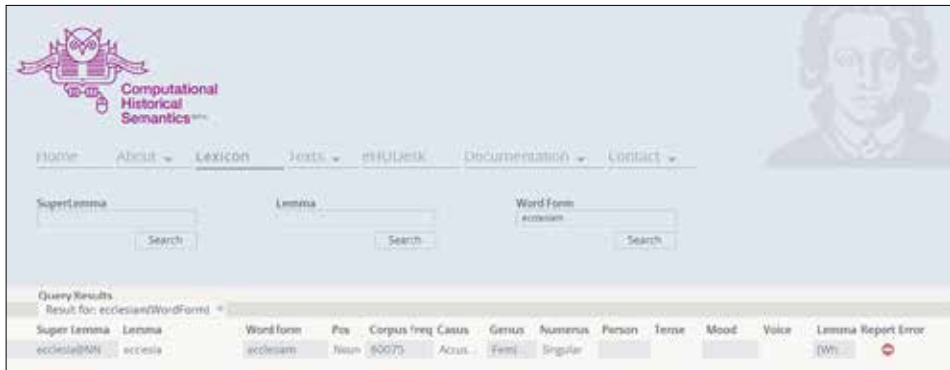 Computational
Historical
Semantics
Home About Lexicon Texts eHUDesk Documentation Contact
SuperLemma Lemma Word Form
ecclesiam
Search Search Search
Query Results
Result for: ecclesiam(WordForm)
Super Lemma Lemma Word form Pos Corpus Freq Casus Genus Numerus Person Tense Mood Voice Lemma Report Error
ecclesia@NN ecclesia ecclesiam Noun 60075 Accus... Femi... Singular [Wh...